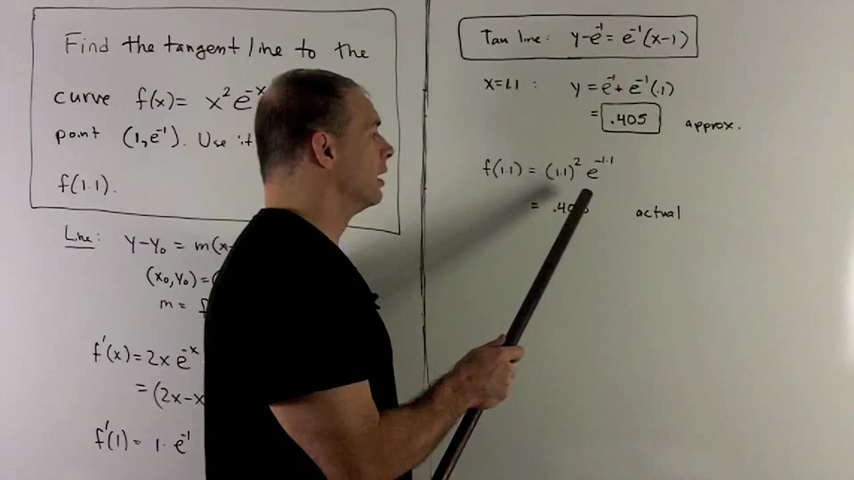 Find the tangent line to the
curve f(x)= x²e⁻ˣ
point (1,e⁻¹). Use it
f(1.1).
Line: y-y₀ = m(x-
(x₀,y₀)=
m =
f'(x)= 2x e⁻ˣ
=(2x-x
f'(1)= 1·e⁻¹
Tan line: y-e⁻¹=e⁻¹(x-1)
x=1.1 : y=e⁻¹+e⁻¹(.1)
= .405 approx.
f(1.1)=(1.1)² e⁻¹·¹
= actual